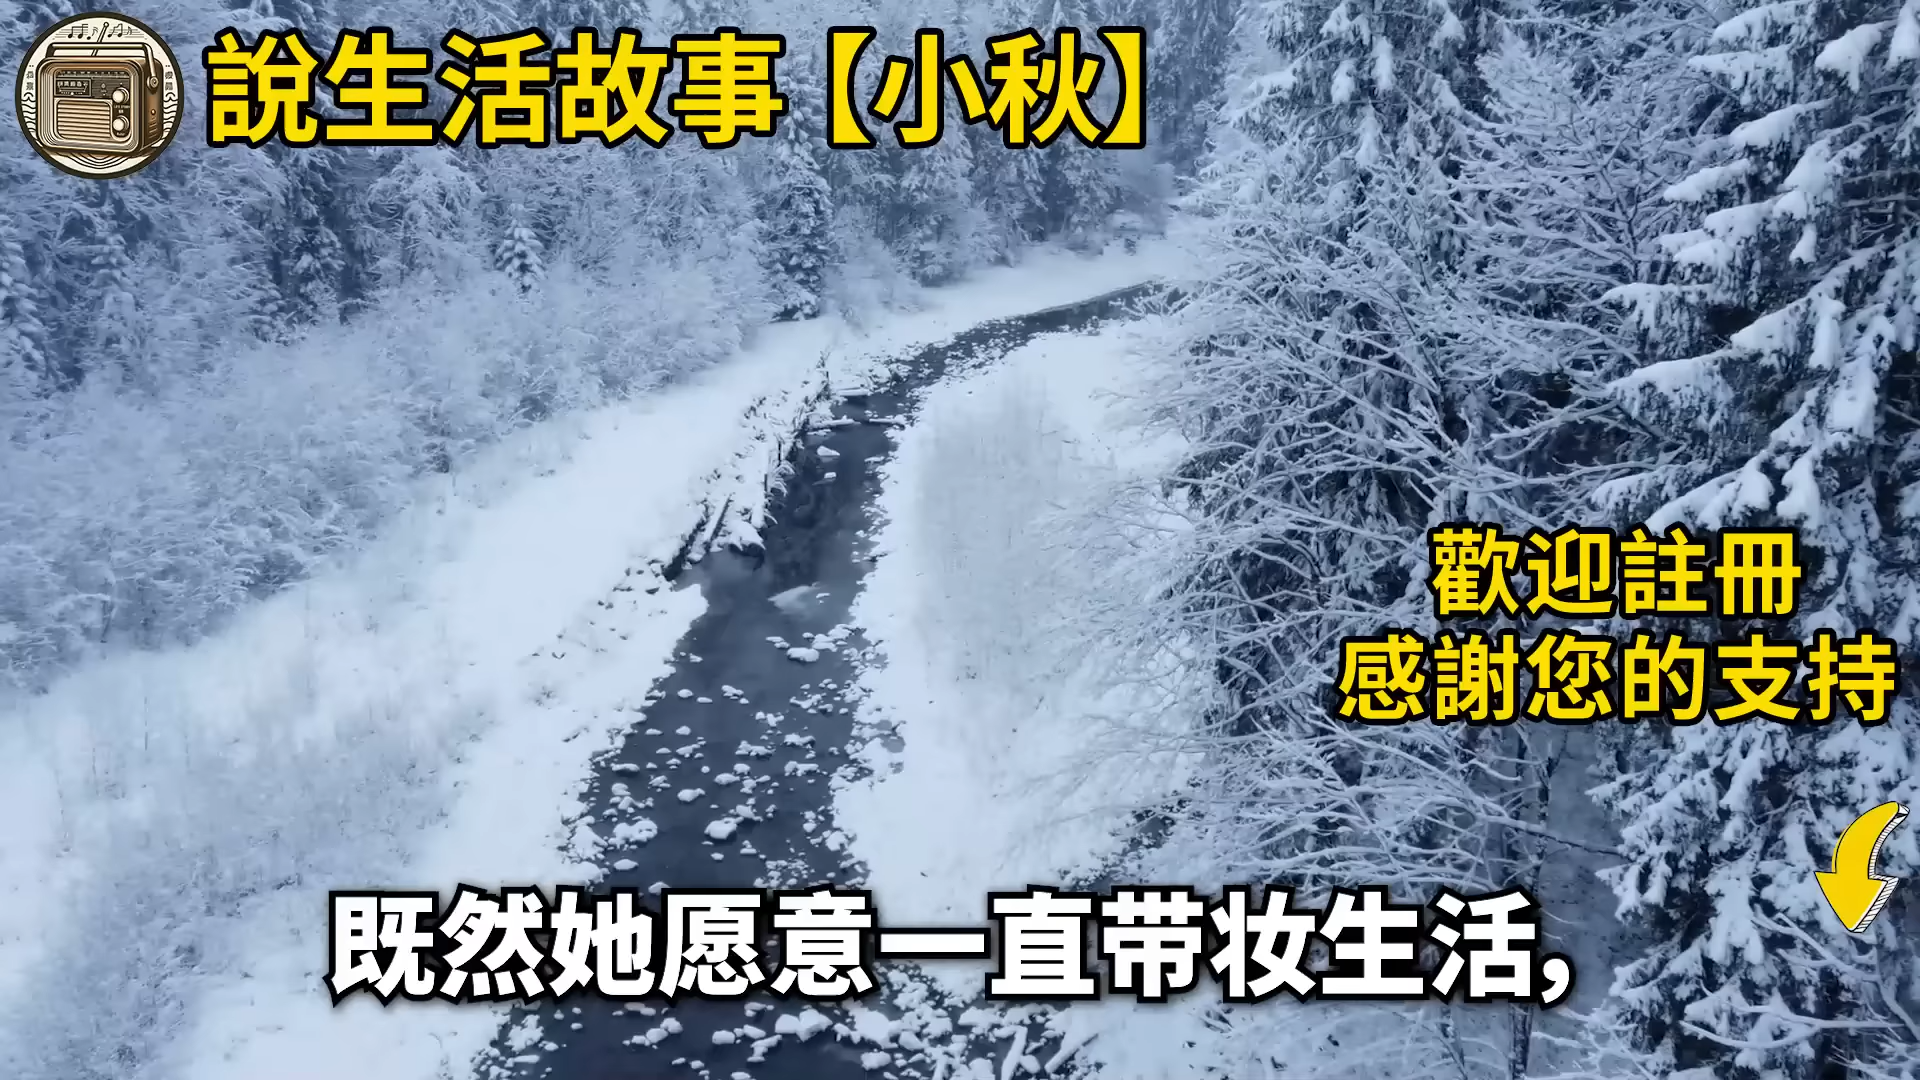 說生活故事【小秋】
歡迎註冊
感謝您的支持
既然她愿意一直带妆生活,